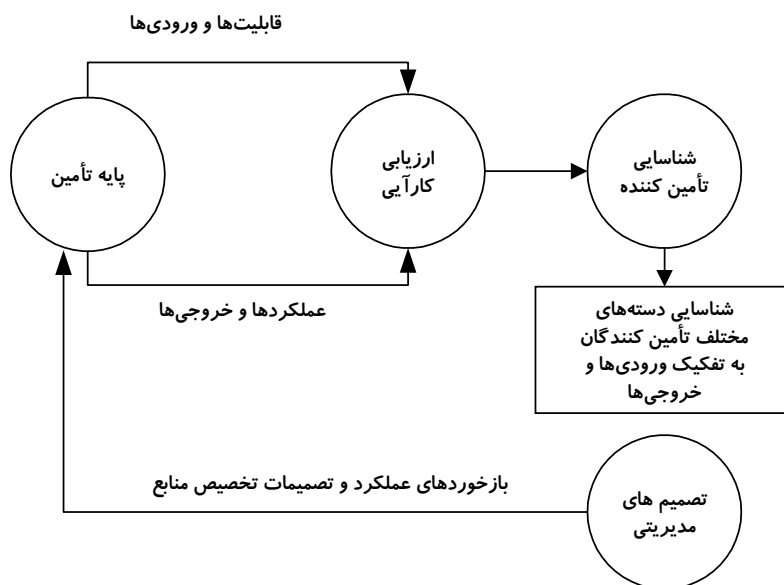 قابلیت‌ها و ورودی‌ها
پایه تأمین
ارزیابی
کارآیی
شناسایی
تأمین کننده
عملکردها و خروجی‌ها
شناسایی دسته‌های
مختلف تأمین کنندگان
به تفکیک ورودی‌ها و
خروجی‌ها
بازخوردهای عملکرد و تصمیمات تخصیص منابع
تصمیم های
مدیریتی